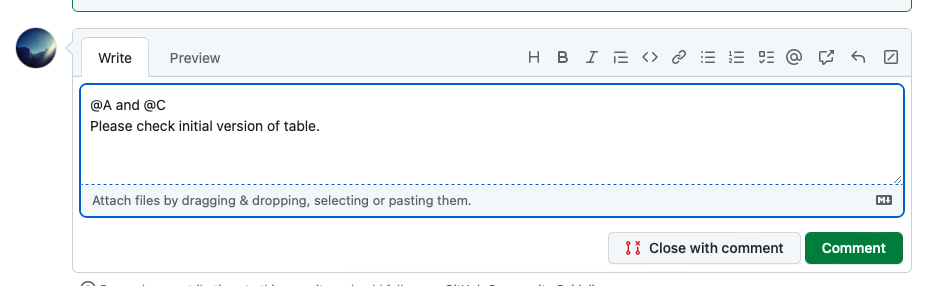 Write Preview
@A and @C
Please check initial version of table.
Attach files by dragging & dropping, selecting or pasting them.
Close with comment Comment